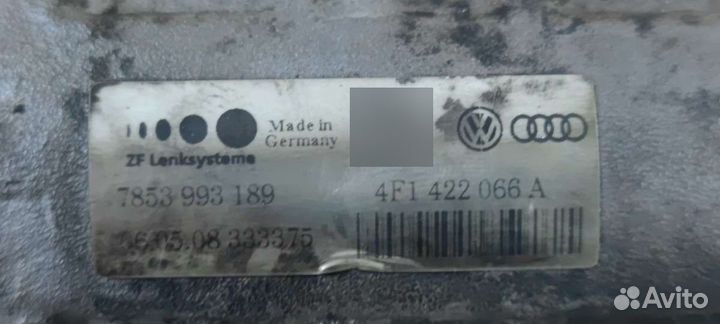 Made in
Germany
ZF Lenksysteme
7853 993 189
4F1 422 066 A
06.05.08 333375
Avito